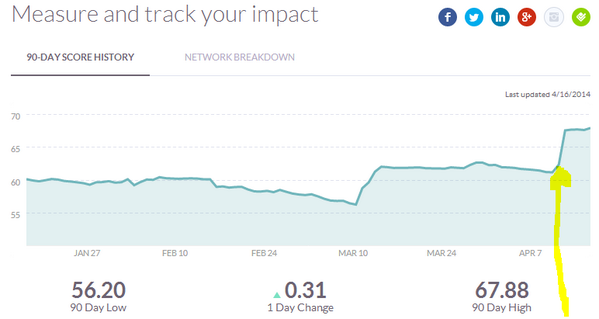 Measure and track your impact
90-DAY SCORE HISTORY
NETWORK BREAKDOWN
Last updated 4/16/2014
70
65
60
55
JAN 27
FEB 10
FEB 24
MAR 10
MAR 24
APR 7
56.20
90 Day Low
0.31
1 Day Change
67.88
90 Day High